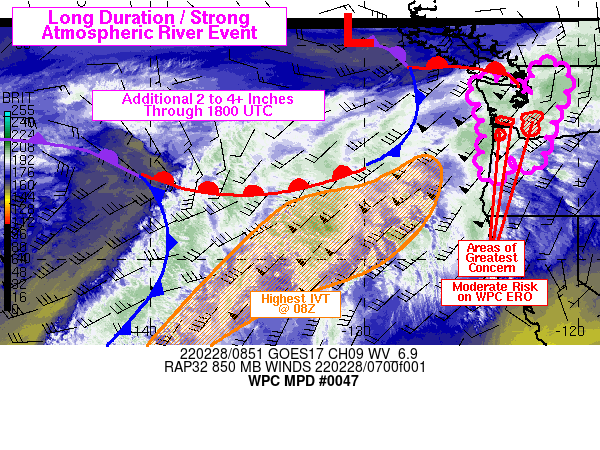 Long Duration / Strong
Atmospheric River Event
L
BRIT
Additional 2 to 4+ Inches
Through 1800 UTC
255
240
224
208
192
176
160
64
48
32
16
0
Areas of
Greatest
Concern
Moderate Risk
on WPC ERO
Highest IVT
@ 08Z
-140
-130
-120
220228/0851 GOES17 CH09 WV 6.9
RAP32 850 MB WINDS 220228/0700f001
WPC MPD #0047